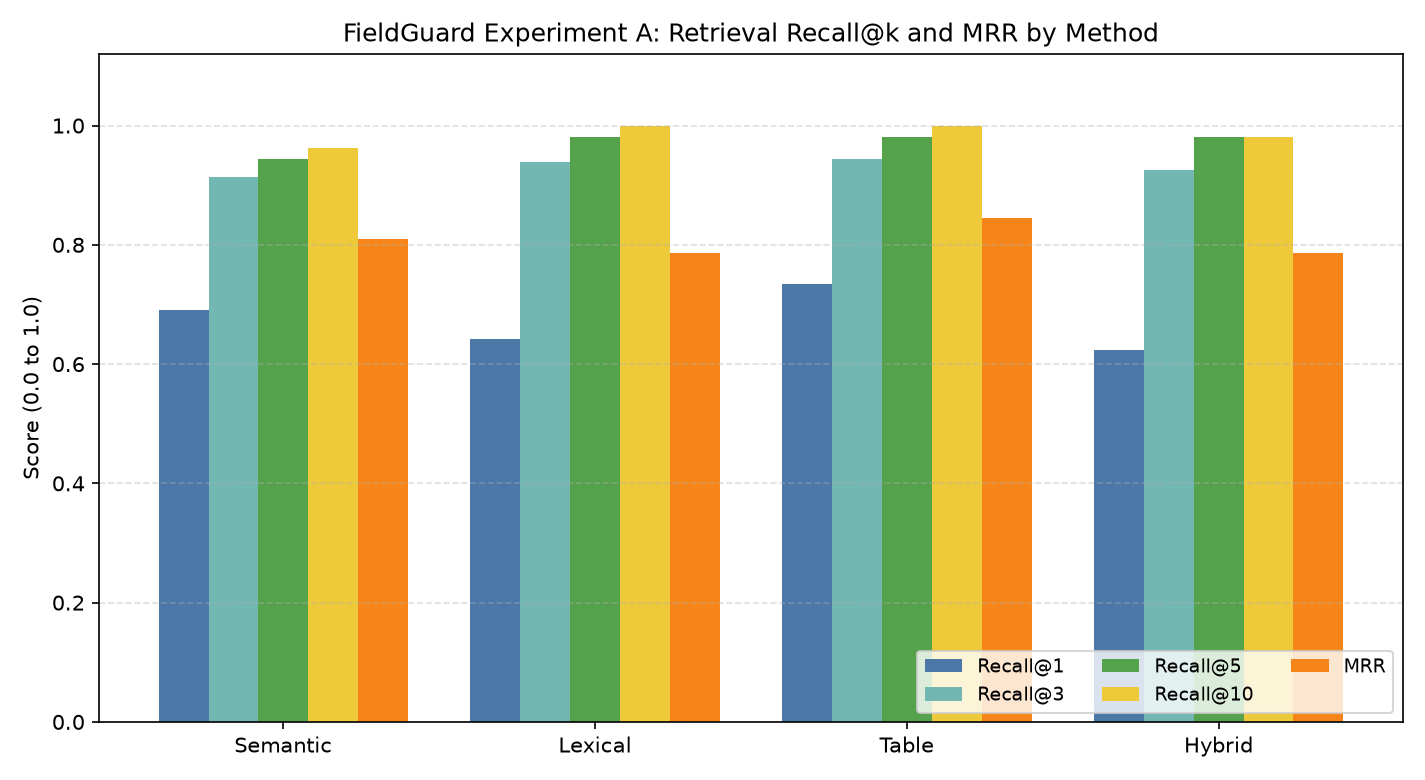 FieldGuard Experiment A: Retrieval Recall@k and MRR by Method
Score (0.0 to 1.0)
1.0
0.8
0.6
0.4
0.2
0.0
Semantic
Lexical
Table
Hybrid
Recall@1
Recall@3
Recall@5
Recall@10
MRR